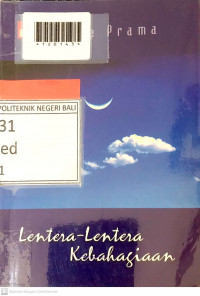 e Prama
POLITEKNIK NEGERI BALI
31
ed
1
Lentera-Lentera
Kebahagiaan